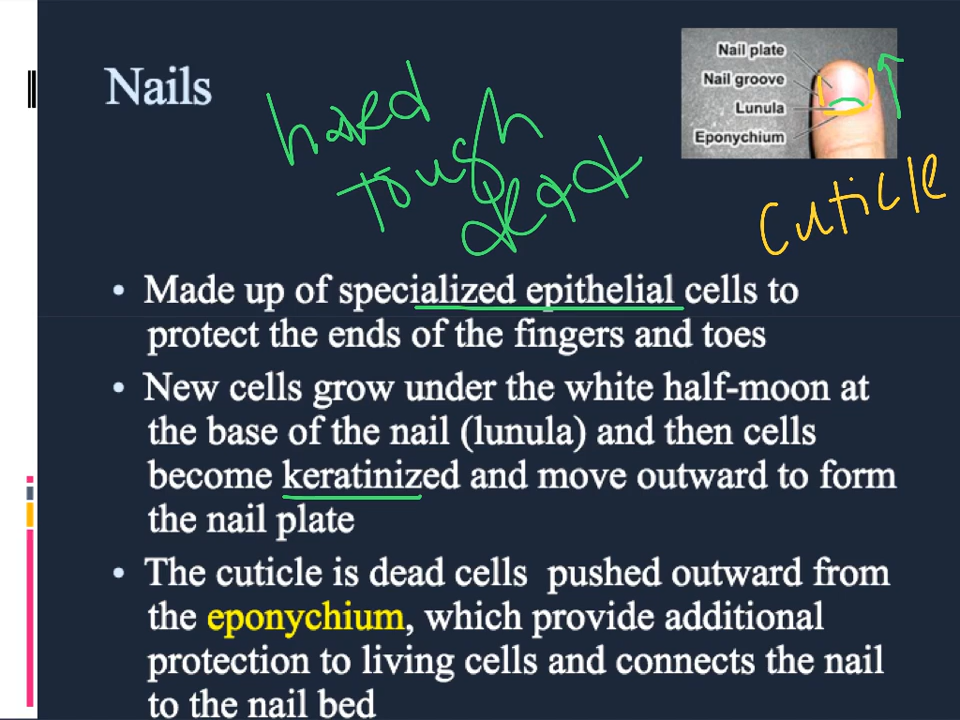 Nails
hard
tough
dead
Nail plate
Nail groove
Lunula
Eponychium
Cuticle
• Made up of specialized epithelial cells to
protect the ends of the fingers and toes
• New cells grow under the white half-moon at
the base of the nail (lunula) and then cells
become keratinized and move outward to form
the nail plate
• The cuticle is dead cells pushed outward from
the eponychium, which provide additional
protection to living cells and connects the nail
to the nail bed